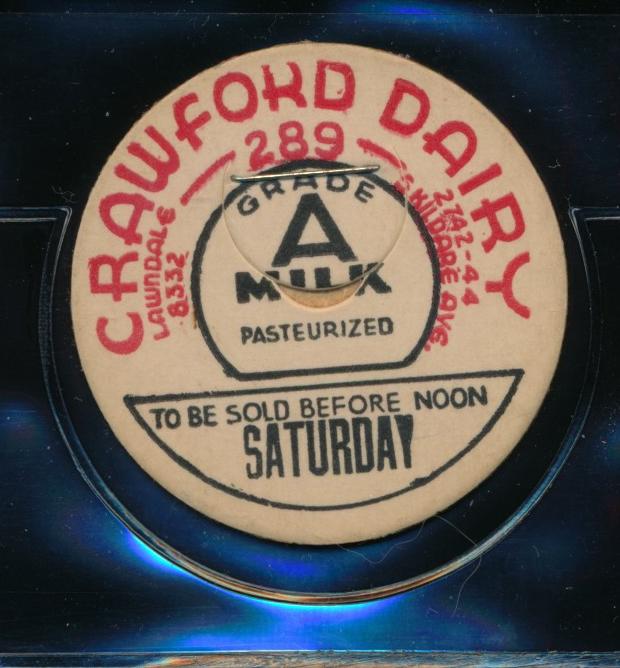 CRAWFORD DAIRY
289
LAWNDALE
8332
2742-44
S. KILDARE AVE.
GRADE
A
MILK
PASTEURIZED
TO BE SOLD BEFORE NOON
SATURDAY